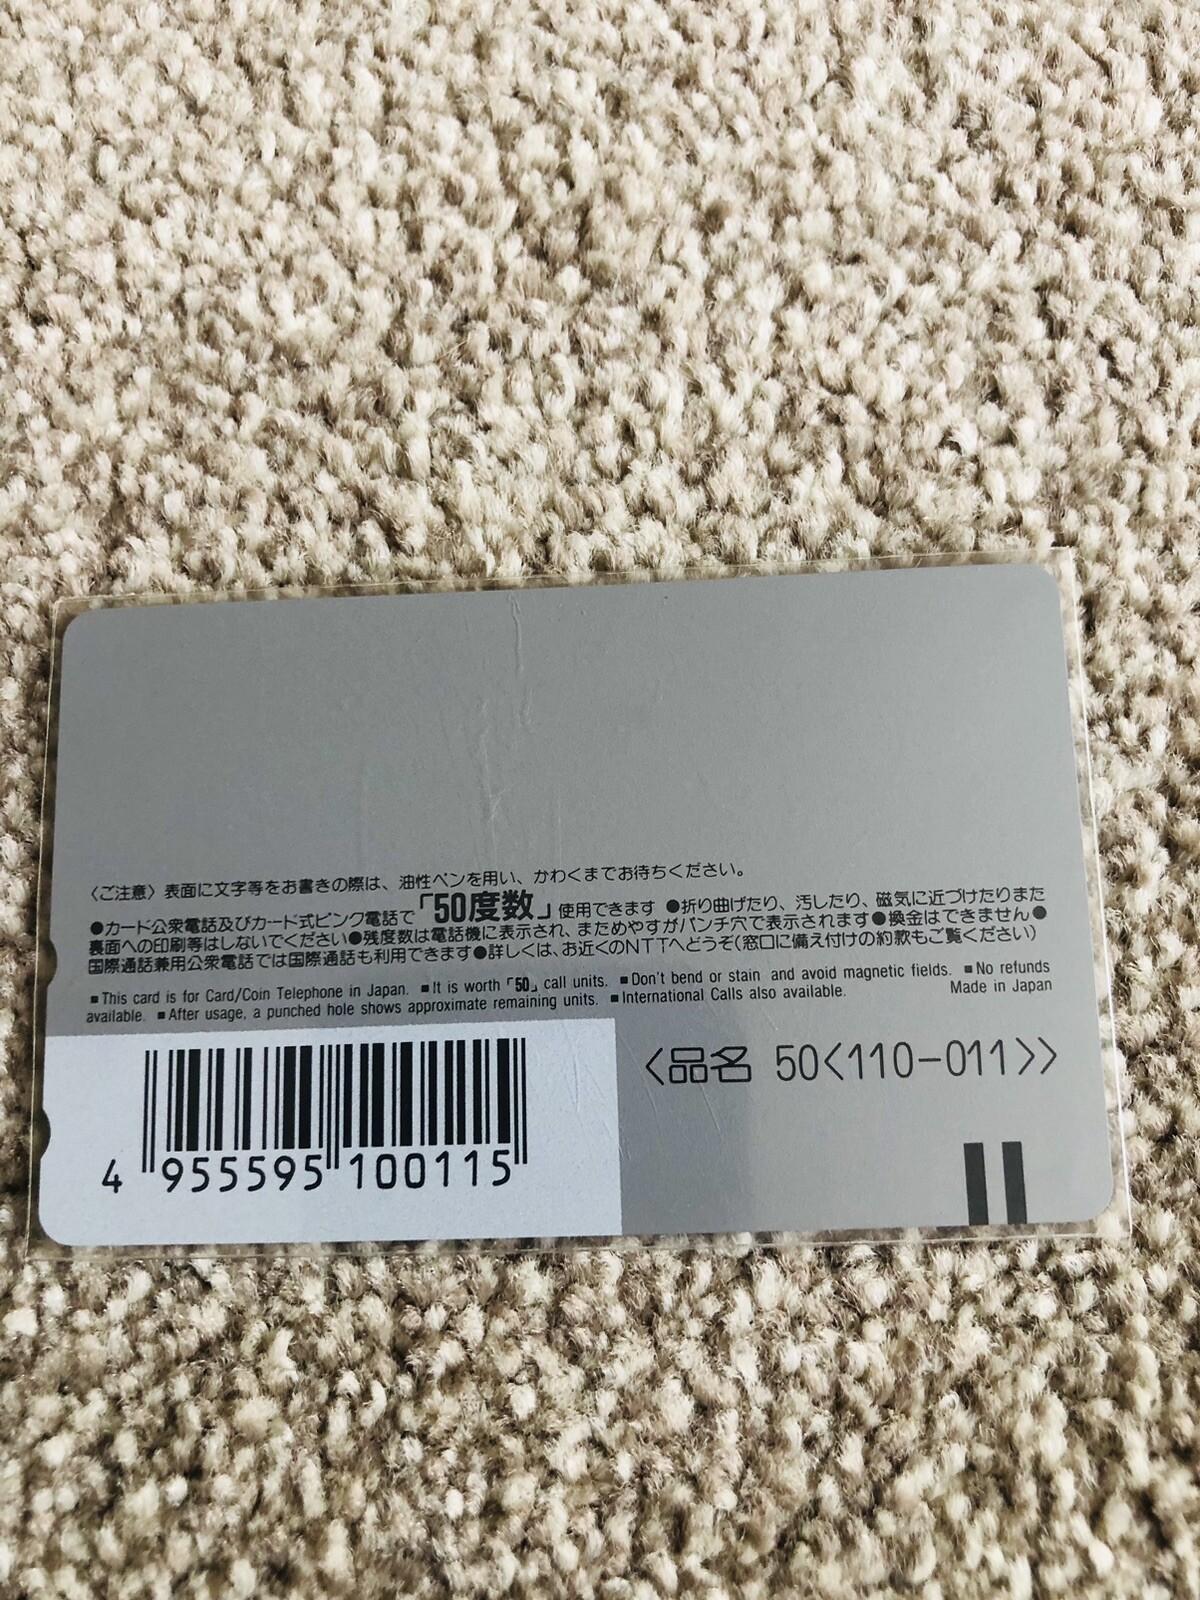 〈ご注意〉表面に文字等をお書きの際は、油性ペンを用い、かわくまでお待ちください。
●カード公衆電話及びカード式ピンク電話で「50度数」使用できます ●折り曲げたり、汚したり、磁気に近づけたりまた
裏面への印刷等はしないでください●残度数は電話機に表示され、まためやすがパンチ穴で表示されます●換金はできません●
国際通話兼用公衆電話では国際通話も利用できます●詳しくは、お近くのNTTへどうぞ(窓口に備え付けの約款もご覧ください)
■This card is for Card/Coin Telephone in Japan. ■It is worth「50」call units. ■Don't bend or stain and avoid magnetic fields. ■No refunds
available. ■After usage, a punched hole shows approximate remaining units. ■International Calls also available. Made in Japan
<品名 50<110-011>>
4 955595 100115